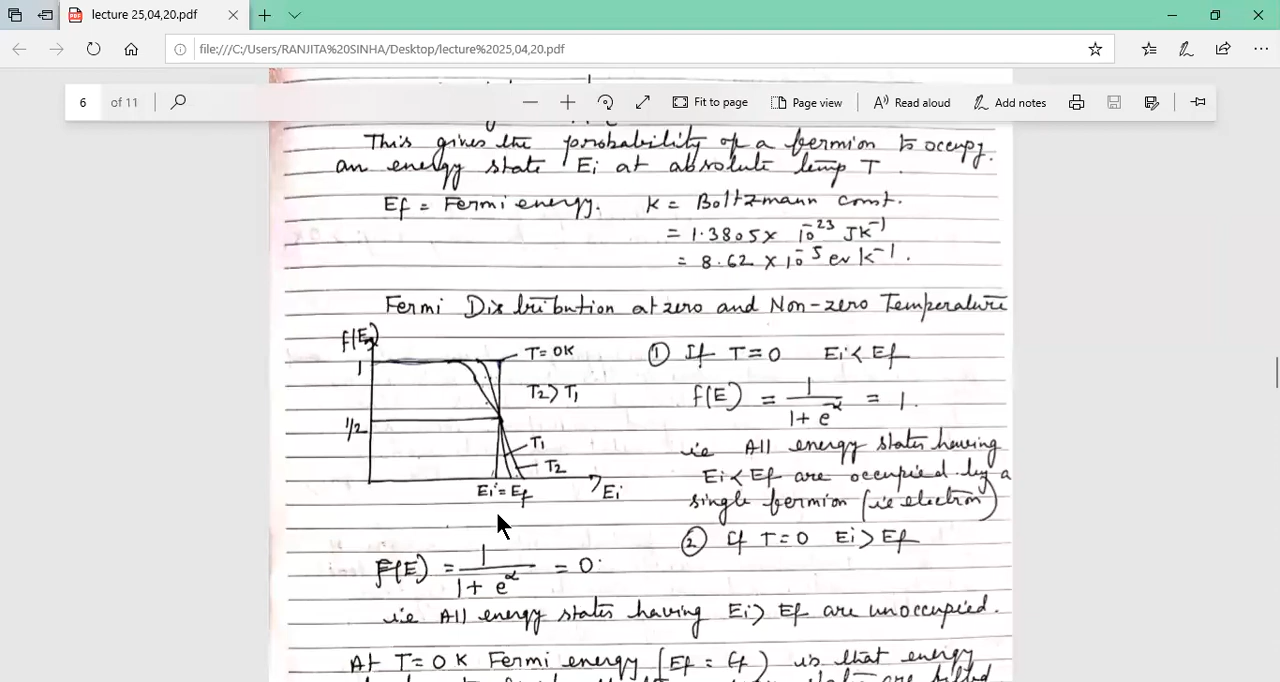 lecture 25,04,20.pdf
file:///C:/Users/RANJITA%20SINHA/Desktop/lecture%2025,04,20.pdf
6 of 11
Fit to page
Page view
Read aloud
Add notes
This gives the probability of a fermion to occupy.
an energy state Ei at absolute temp T.
Ef = Fermi energy. K = Boltzmann const.
= 1.3805 x 10^-23 JK^-1
= 8.62 x 10^-5 ev k^-1.
Fermi Distribution at zero and Non-zero Temperature
f(E)
1
1/2
T = 0K
T2 > T1
T1
T2
Ei = Ef
Ei
① If T = 0 Ei < Ef
f(E) = 1 / 1 + e^-∝ = 1.
ie All energy states having
Ei < Ef are occupied by a
single fermion (ie electron)
② If T = 0 Ei > Ef
F(E) = 1 / 1 + e^∝ = 0.
i.e All energy states having Ei > Ef are unoccupied.
At T = 0 K Fermi energy (Ef = is that energy
are filled